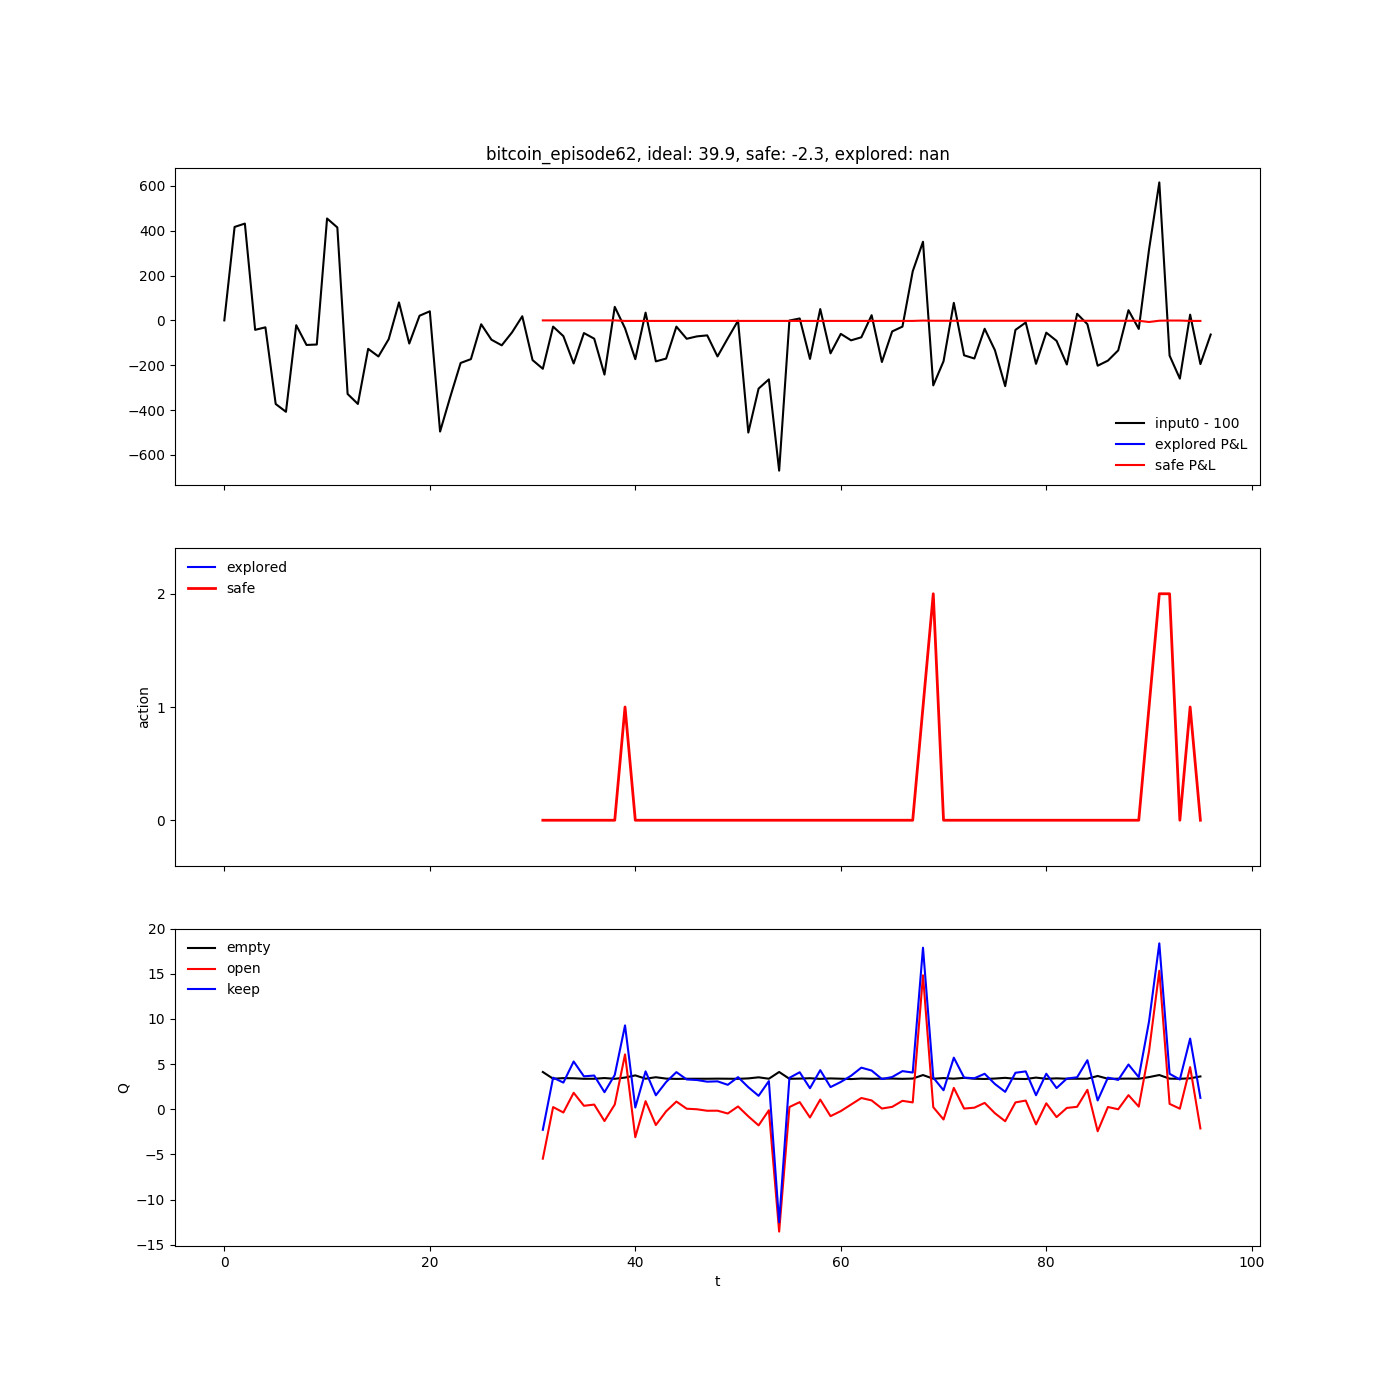 bitcoin_episode62, ideal: 39.9, safe: -2.3, explored: nan
600
400
200
0
−200
−400
−600
input0 - 100
explored P&L
safe P&L
explored
safe
2
1
0
action
empty
open
keep
20
15
10
5
0
−5
−10
−15
Q
0 20 40 60 80 100
t